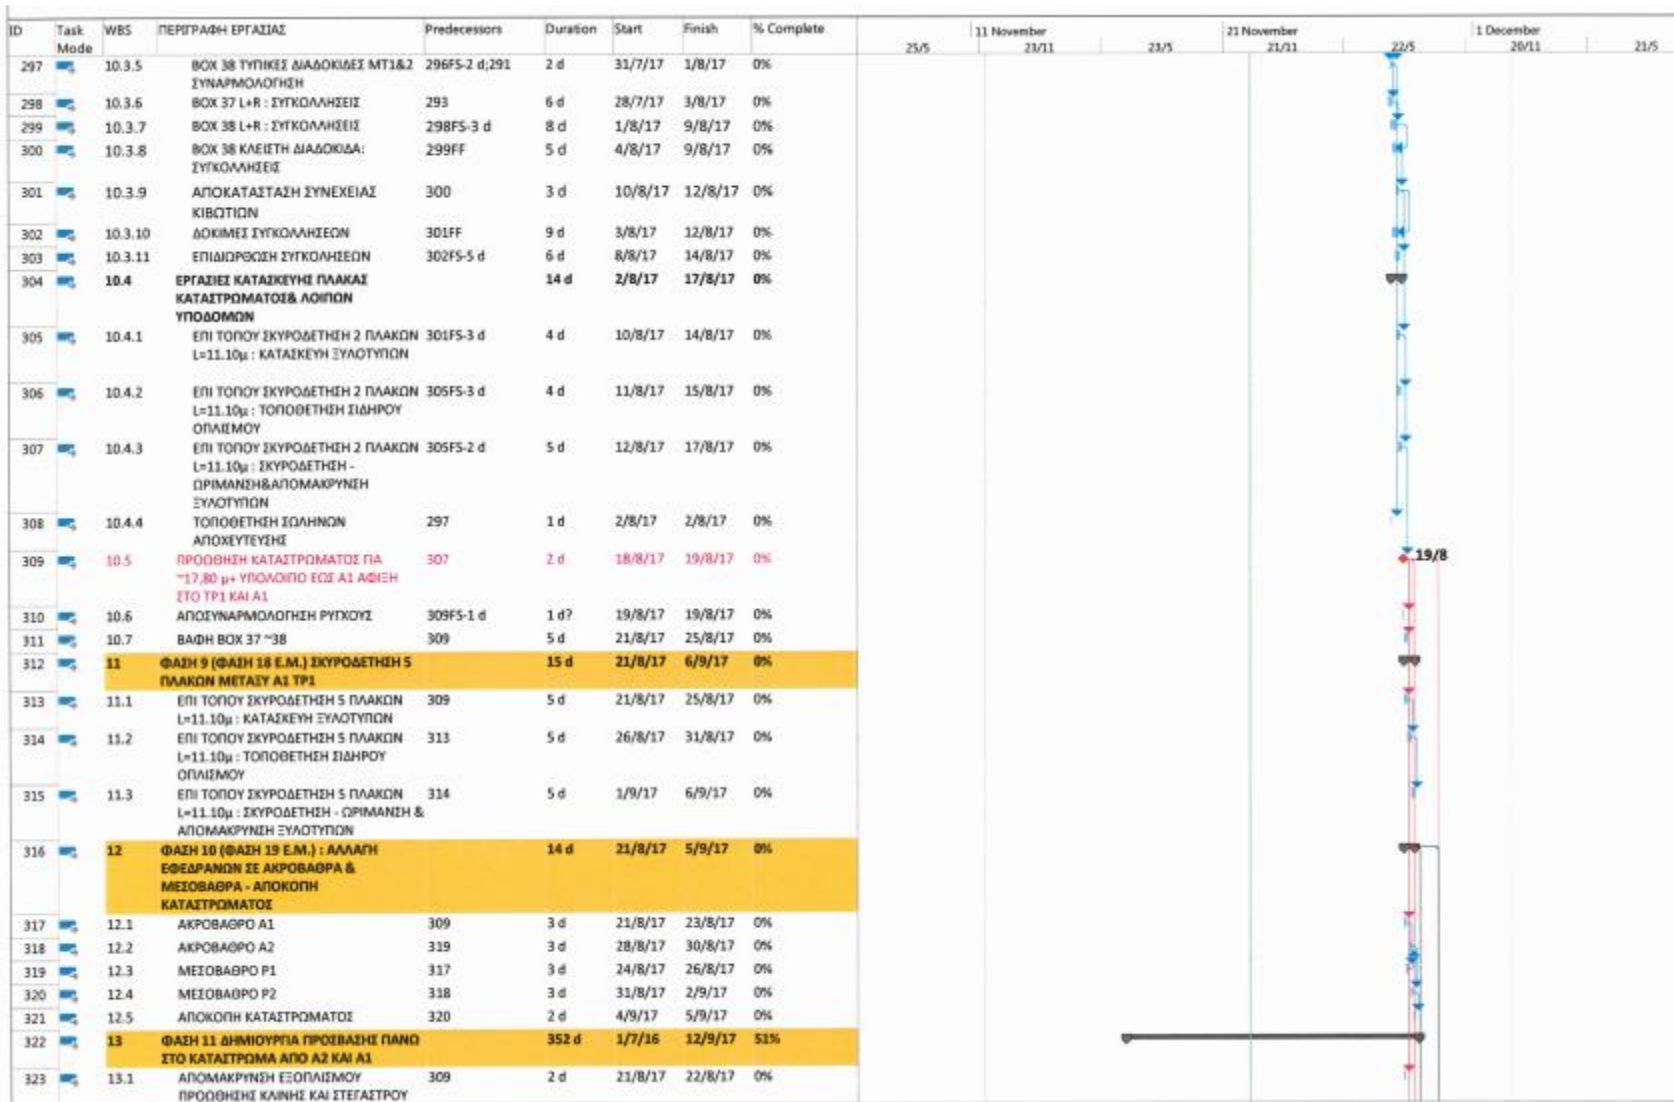 ID Task WBS ΠΕΡΙΓΡΑΦΗ ΕΡΓΑΣΙΑΣ Predecessors Duration Start Finish % Complete 11 November 21 November 1 December
Mode 25/5 23/11 23/5 21/11 22/5 20/11 21/5
297 10.3.5 BOX 38 ΤΥΠΙΚΕΣ ΔΙΑΔΟΚΙΔΕΣ ΜΤ1&2 296FS-2 d;291 2 d 31/7/17 1/8/17 0%
ΣΥΝΑΡΜΟΛΟΓΗΣΗ
298 10.3.6 BOX 37 L+R : ΣΥΓΚΟΛΛΗΣΕΙΣ 293 6 d 28/7/17 3/8/17 0%
299 10.3.7 BOX 38 L+R : ΣΥΓΚΟΛΛΗΣΕΙΣ 298FS-3 d 8 d 1/8/17 9/8/17 0%
300 10.3.8 BOX 38 ΚΛΕΙΣΤΗ ΔΙΑΔΟΚΙΔΑ: 299FF 5 d 4/8/17 9/8/17 0%
ΣΥΓΚΟΛΛΗΣΕΙΣ
301 10.3.9 ΑΠΟΚΑΤΑΣΤΑΣΗ ΣΥΝΕΧΕΙΑΣ 300 3 d 10/8/17 12/8/17 0%
ΚΙΒΩΤΙΩΝ
302 10.3.10 ΔΟΚΙΜΕΣ ΣΥΓΚΟΛΛΗΣΕΩΝ 301FF 9 d 3/8/17 12/8/17 0%
303 10.3.11 ΕΠΙΔΙΟΡΘΩΣΗ ΣΥΓΚΟΛΗΣΕΩΝ 302FS-5 d 6 d 8/8/17 14/8/17 0%
304 10.4 ΕΡΓΑΣΙΕΣ ΚΑΤΑΣΚΕΥΗΣ ΠΛΑΚΑΣ 14 d 2/8/17 17/8/17 0%
ΚΑΤΑΣΤΡΩΜΑΤΟΣ& ΛΟΙΠΩΝ
ΥΠΟΔΟΜΩΝ
305 10.4.1 ΕΠΙ ΤΟΠΟΥ ΣΚΥΡΟΔΕΤΗΣΗ 2 ΠΛΑΚΩΝ 301FS-3 d 4 d 10/8/17 14/8/17 0%
L=11.10μ : ΚΑΤΑΣΚΕΥΗ ΞΥΛΟΤΥΠΩΝ
306 10.4.2 ΕΠΙ ΤΟΠΟΥ ΣΚΥΡΟΔΕΤΗΣΗ 2 ΠΛΑΚΩΝ 305FS-3 d 4 d 11/8/17 15/8/17 0%
L=11.10μ : ΤΟΠΟΘΕΤΗΣΗ ΣΙΔΗΡΟΥ
ΟΠΛΙΣΜΟΥ
307 10.4.3 ΕΠΙ ΤΟΠΟΥ ΣΚΥΡΟΔΕΤΗΣΗ 2 ΠΛΑΚΩΝ 305FS-2 d 5 d 12/8/17 17/8/17 0%
L=11.10μ : ΣΚΥΡΟΔΕΤΗΣΗ -
ΩΡΙΜΑΝΣΗ&ΑΠΟΜΑΚΡΥΝΣΗ
ΞΥΛΟΤΥΠΩΝ
308 10.4.4 ΤΟΠΟΘΕΤΗΣΗ ΣΩΛΗΝΩΝ 297 1 d 2/8/17 2/8/17 0%
ΑΠΟΧΕΥΤΕΥΣΗΣ
309 10.5 ΠΡΟΩΘΗΣΗ ΚΑΤΑΣΤΡΩΜΑΤΟΣ ΓΙΑ 307 2 d 18/8/17 19/8/17 0% 19/8
~17,80 μ+ ΥΠΟΛΟΙΠΟ ΕΩΣ Α1 ΑΦΙΞΗ
ΣΤΟ ΤΡ1 ΚΑΙ Α1
310 10.6 ΑΠΟΣΥΝΑΡΜΟΛΟΓΗΣΗ ΡΥΓΧΟΥΣ 309FS-1 d 1 d? 19/8/17 19/8/17 0%
311 10.7 ΒΑΦΗ BOX 37 ~38 309 5 d 21/8/17 25/8/17 0%
312 11 ΦΑΣΗ 9 (ΦΑΣΗ 18 Ε.Μ.) ΣΚΥΡΟΔΕΤΗΣΗ 5 15 d 21/8/17 6/9/17 0%
ΠΛΑΚΩΝ ΜΕΤΑΞΥ Α1 ΤΡ1
313 11.1 ΕΠΙ ΤΟΠΟΥ ΣΚΥΡΟΔΕΤΗΣΗ 5 ΠΛΑΚΩΝ 309 5 d 21/8/17 25/8/17 0%
L=11.10μ : ΚΑΤΑΣΚΕΥΗ ΞΥΛΟΤΥΠΩΝ
314 11.2 ΕΠΙ ΤΟΠΟΥ ΣΚΥΡΟΔΕΤΗΣΗ 5 ΠΛΑΚΩΝ 313 5 d 26/8/17 31/8/17 0%
L=11.10μ : ΤΟΠΟΘΕΤΗΣΗ ΣΙΔΗΡΟΥ
ΟΠΛΙΣΜΟΥ
315 11.3 ΕΠΙ ΤΟΠΟΥ ΣΚΥΡΟΔΕΤΗΣΗ 5 ΠΛΑΚΩΝ 314 5 d 1/9/17 6/9/17 0%
L=11.10μ : ΣΚΥΡΟΔΕΤΗΣΗ - ΩΡΙΜΑΝΣΗ &
ΑΠΟΜΑΚΡΥΝΣΗ ΞΥΛΟΤΥΠΩΝ
316 12 ΦΑΣΗ 10 (ΦΑΣΗ 19 Ε.Μ.) : ΑΛΛΑΓΗ 14 d 21/8/17 5/9/17 0%
ΕΦΕΔΡΑΝΩΝ ΣΕ ΑΚΡΟΒΑΘΡΑ &
ΜΕΣΟΒΑΘΡΑ - ΑΠΟΚΟΠΗ
ΚΑΤΑΣΤΡΩΜΑΤΟΣ
317 12.1 ΑΚΡΟΒΑΘΡΟ Α1 309 3 d 21/8/17 23/8/17 0%
318 12.2 ΑΚΡΟΒΑΘΡΟ Α2 319 3 d 28/8/17 30/8/17 0%
319 12.3 ΜΕΣΟΒΑΘΡΟ Ρ1 317 3 d 24/8/17 26/8/17 0%
320 12.4 ΜΕΣΟΒΑΘΡΟ Ρ2 318 3 d 31/8/17 2/9/17 0%
321 12.5 ΑΠΟΚΟΠΗ ΚΑΤΑΣΤΡΩΜΑΤΟΣ 320 2 d 4/9/17 5/9/17 0%
322 13 ΦΑΣΗ 11 ΔΗΜΙΟΥΡΓΙΑ ΠΡΟΣΒΑΣΗΣ ΠΑΝΩ 352 d 1/7/16 12/9/17 51%
ΣΤΟ ΚΑΤΑΣΤΡΩΜΑ ΑΠΟ Α2 ΚΑΙ Α1
323 13.1 ΑΠΟΜΑΚΡΥΝΣΗ ΕΞΟΠΛΙΣΜΟΥ 309 2 d 21/8/17 22/8/17 0%
ΠΡΟΩΘΗΣΗΣ ΚΛΙΝΗΣ ΚΑΙ ΣΤΕΓΑΣΤΡΟΥ